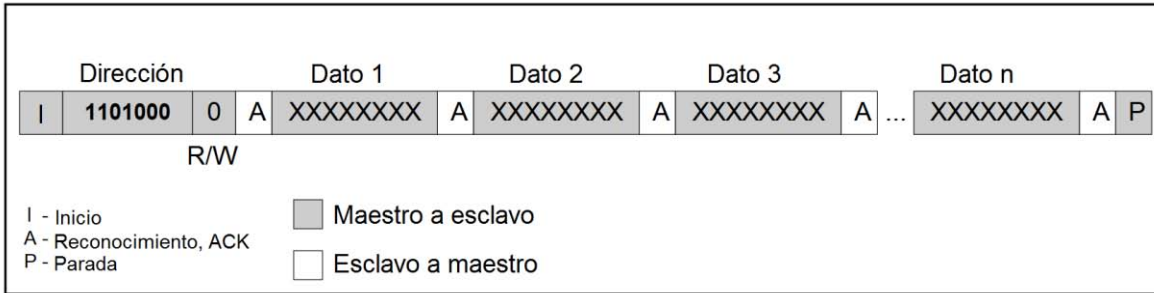 Dirección Dato 1 Dato 2 Dato 3 Dato n
I 1101000 0 A XXXXXXXX A XXXXXXXX A XXXXXXXX A ... XXXXXXXX A P
R/W
I - Inicio
A - Reconocimiento, ACK
P - Parada
Maestro a esclavo
Esclavo a maestro